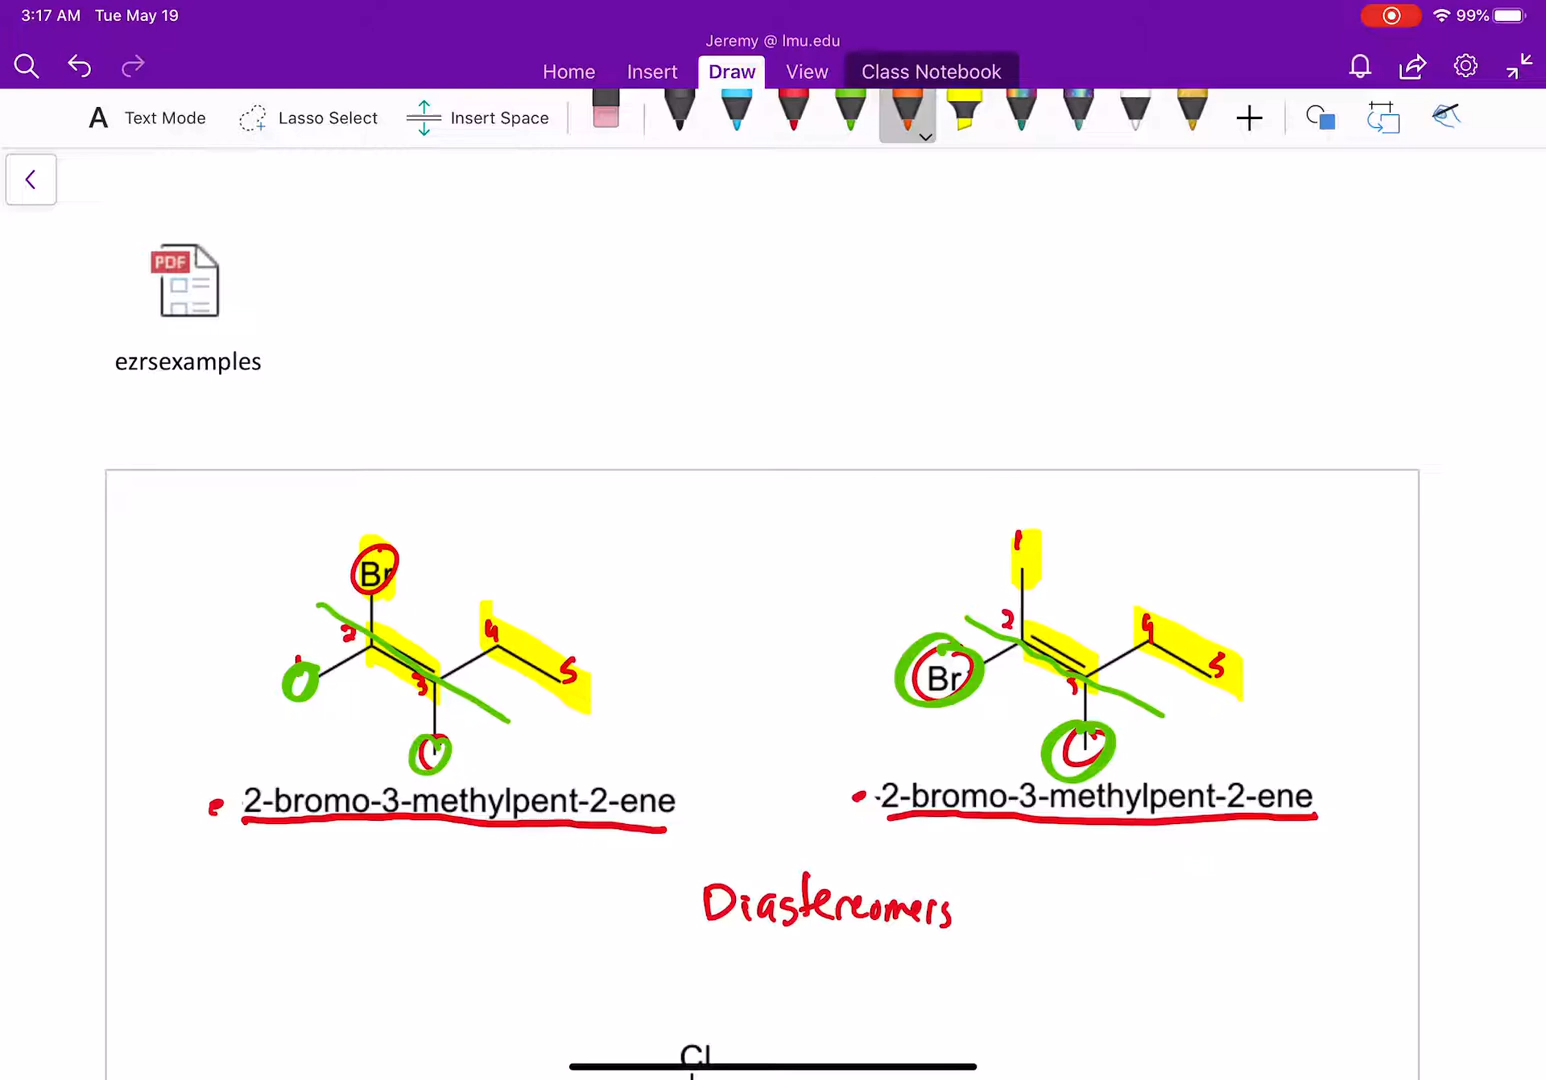 3:17 AM Tue May 19
99%
Jeremy @ lmu.edu
Home Insert Draw View Class Notebook
A Text Mode Lasso Select Insert Space
PDF
ezrsexamples
Br
2
1
3
4
5
2-bromo-3-methylpent-2-ene
1
2
Br
3
4
5
-2-bromo-3-methylpent-2-ene
Diastereomers
Cl